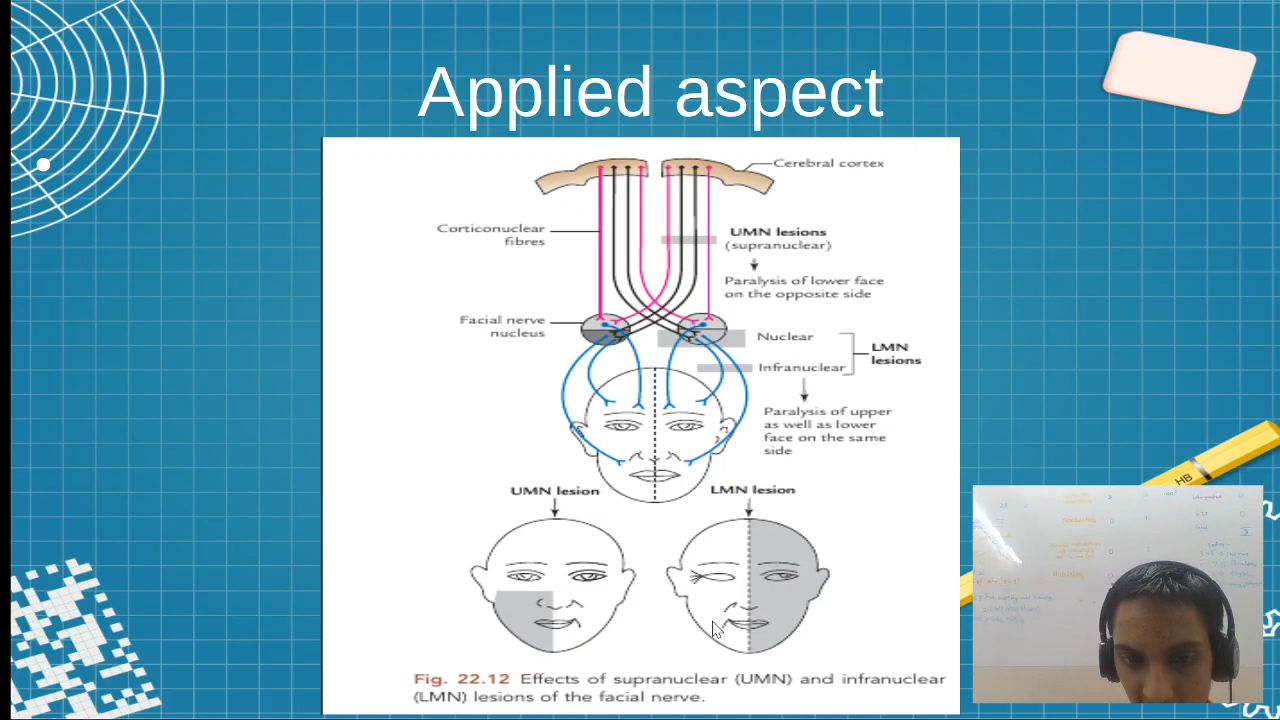 Applied aspect
Cerebral cortex
Corticonuclear
fibres
UMN lesions
(supranuclear)
Paralysis of lower face
on the opposite side
Facial nerve
nucleus
Nuclear
LMN
lesions
Infranuclear
Paralysis of upper
as well as lower
face on the same
side
UMN lesion
LMN lesion
Fig. 22.12 Effects of supranuclear (UMN) and infranuclear
(LMN) lesions of the facial nerve.
HB